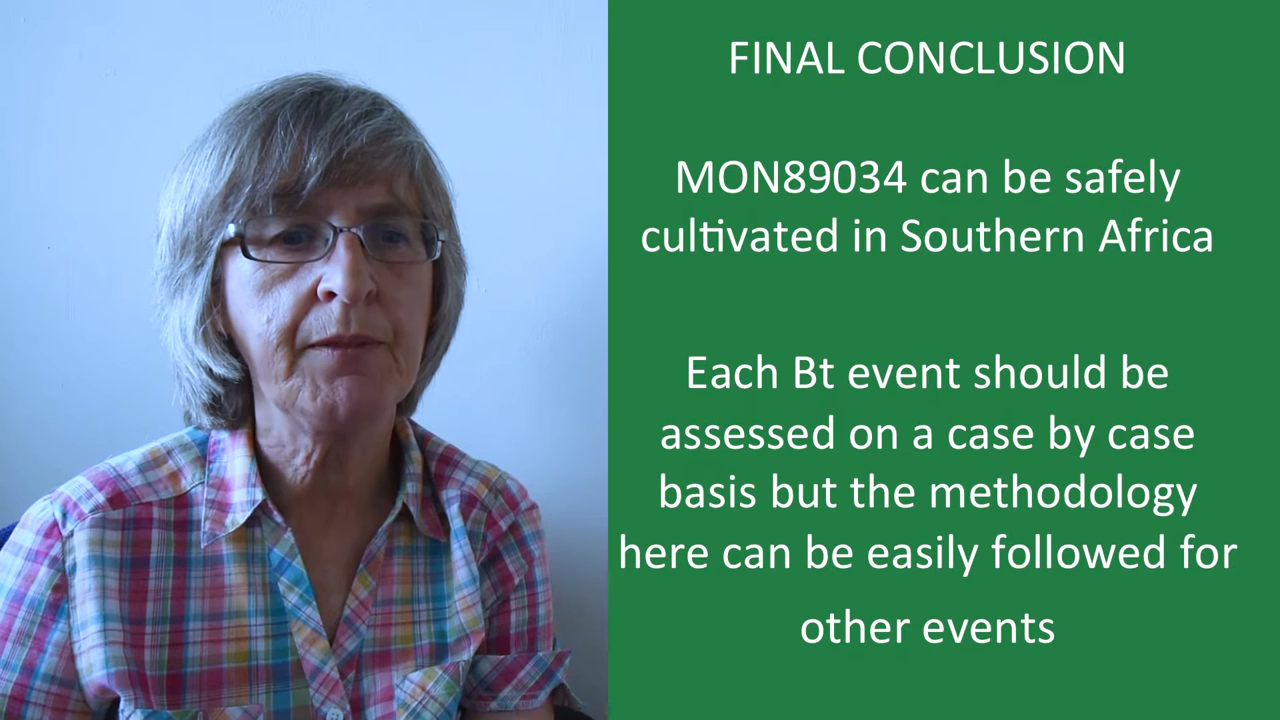 FINAL CONCLUSION
MON89034 can be safely
cultivated in Southern Africa
Each Bt event should be
assessed on a case by case
basis but the methodology
here can be easily followed for
other events